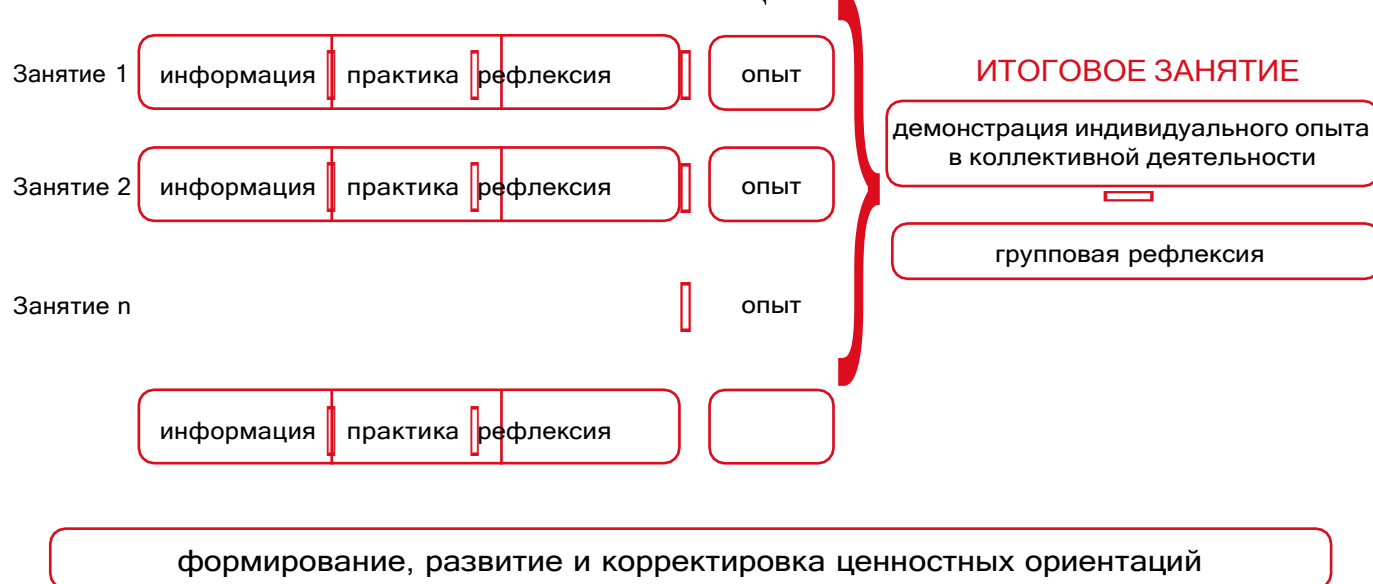 Занятие 1 информация практика рефлексия опыт
ИТОГОВОЕ ЗАНЯТИЕ
демонстрация индивидуального опыта
в коллективной деятельности
Занятие 2 информация практика рефлексия опыт
групповая рефлексия
Занятие n опыт
информация практика рефлексия
формирование, развитие и корректировка ценностных ориентаций